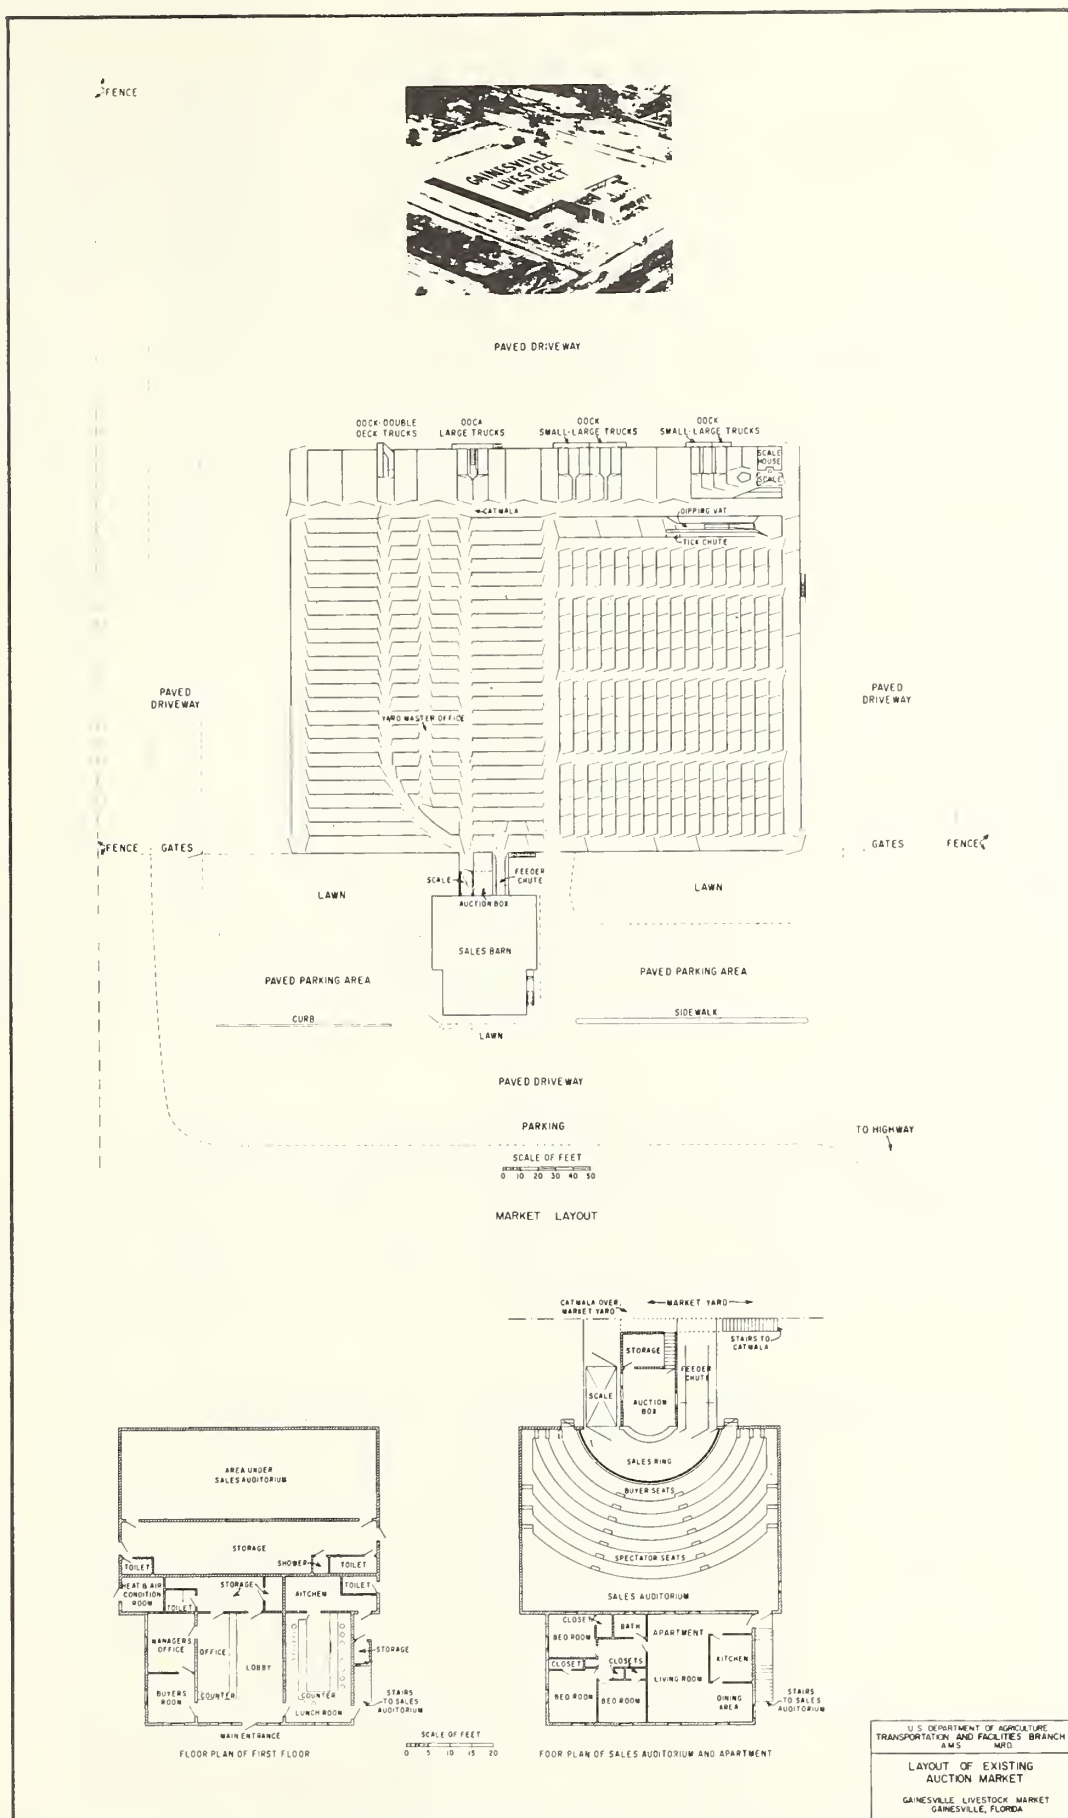 FENCE
GAINESVILLE
LIVESTOCK
MARKET
PAVED DRIVEWAY
DOCK-DOUBLE
DECK TRUCKS
DOCA
LARGE TRUCKS
DOCK
SMALL-LARGE TRUCKS
DOCK
SMALL-LARGE TRUCKS
SCALE
HOUSE
SCALE
CATWALA
DIPPING VAT
TICK CHUTE
PAVED
DRIVEWAY
YARD MASTER OFFICE
PAVED
DRIVEWAY
FENCE
GATES
GATES
FENCE
LAWN
SCALE
FEEDER
CHUTE
LAWN
AUCTION BOX
SALES BARN
PAVED PARKING AREA
PAVED PARKING AREA
CURB
SIDEWALK
LAWN
PAVED DRIVEWAY
PARKING
TO HIGHWAY
SCALE OF FEET
0 10 20 30 40 50
MARKET LAYOUT
CATWALA OVER
MARKET YARD
MARKET YARD
STAIRS TO
CATWALA
STORAGE
FEEDER
CHUTE
SCALE
AUCTION
BOX
SALES RING
BUYER SEATS
SPECTATOR SEATS
SALES AUDITORIUM
AREA UNDER
SALES AUDITORIUM
STORAGE
TOILET
SHOWER
TOILET
HEAT & AIR
CONDITION
ROOM
STORAGE
AITCHEN
TOILET
TOILET
MANAGERS
OFFICE
OFFICE
LOBBY
STORAGE
BUYERS
ROOM
COUNTER
COUNTER
LUNCH ROOM
STAIRS
TO SALES
AUDITORIUM
MAIN ENTRANCE
FLOOR PLAN OF FIRST FLOOR
SCALE OF FEET
0 5 10 15 20
CLOSET
BED ROOM
BATH
APARTMENT
CLOSET
CLOSETS
LIVING ROOM
KITCHEN
BED ROOM
BED ROOM
DINING
AREA
STAIRS
TO SALES
AUDITORIUM
FOOR PLAN OF SALES AUDITORIUM AND APARTMENT
U S DEPARTMENT OF AGRICULTURE
TRANSPORTATION AND FACILITIES BRANCH
A M S M R D
LAYOUT OF EXISTING
AUCTION MARKET
GAINESVILLE LIVESTOCK MARKET
GAINESVILLE, FLORIDA